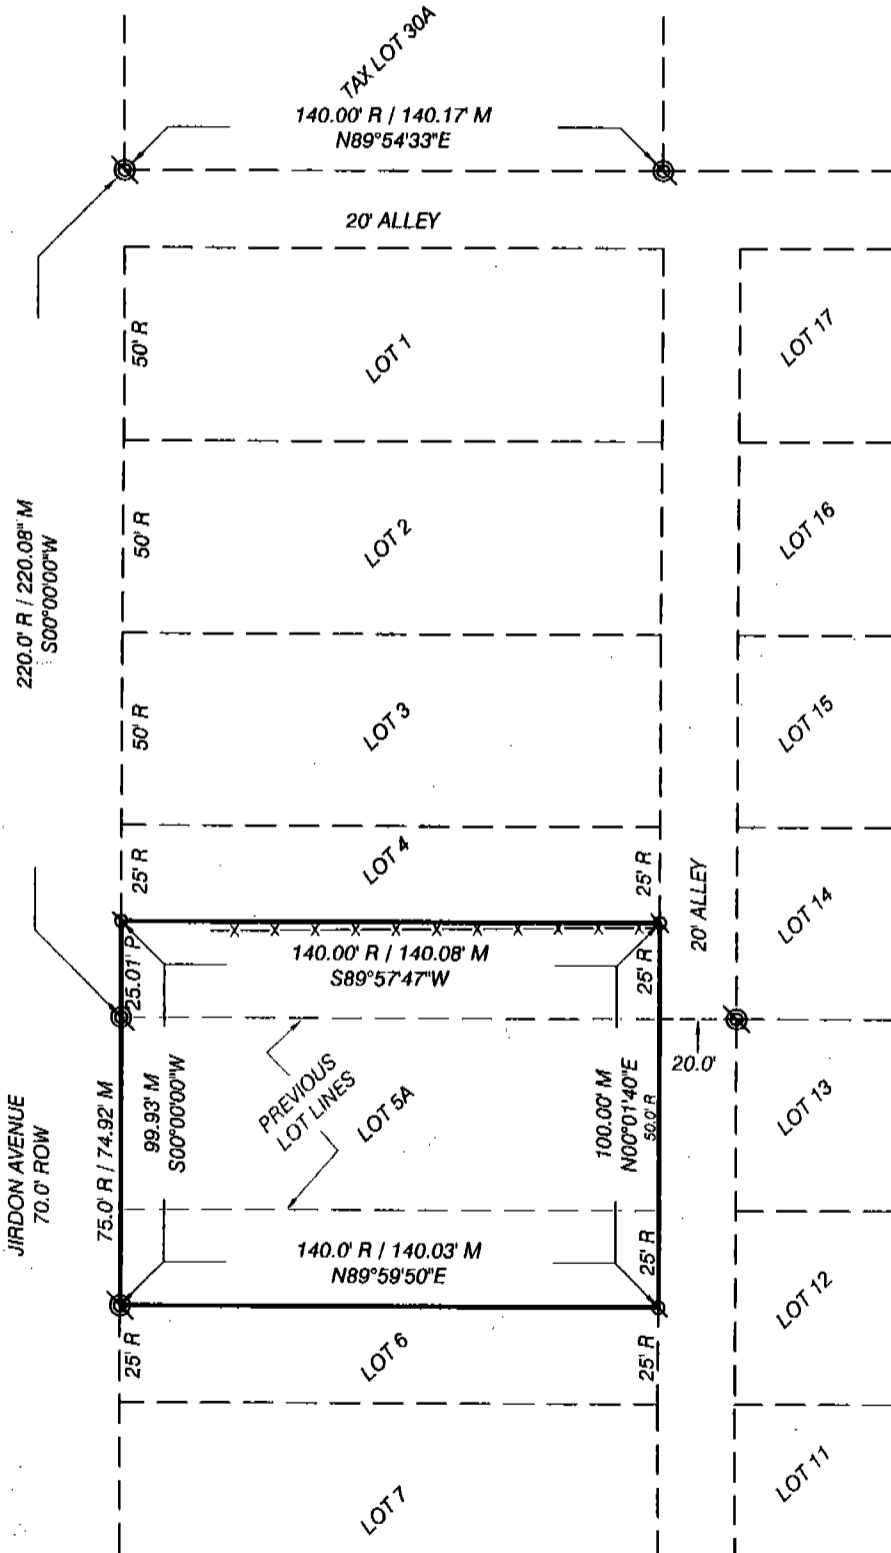 TAX LOT 30A
140.00' R / 140.17' M
N89°54'33"E
20' ALLEY
50' R
LOT 1
LOT 17
220.0' R / 220.08" M
S00°00'00"W
50' R
LOT 2
LOT 16
50' R
LOT 3
LOT 15
25' R
LOT 4
25' R
20' ALLEY
LOT 14
25.01' P
140.00' R / 140.08' M
S89°57'47"W
25' R
20.0'
JIRDON AVENUE
70.0' ROW
75.0' R / 74.92' M
99.93' M
S00°00'00"W
PREVIOUS
LOT LINES
LOT 5A
100.00' M
N00°01'40"E
50.0' R
LOT 13
140.0' R / 140.03' M
N89°59'50"E
25' R
LOT 12
25' R
LOT 6
25' R
LOT 7
LOT 11